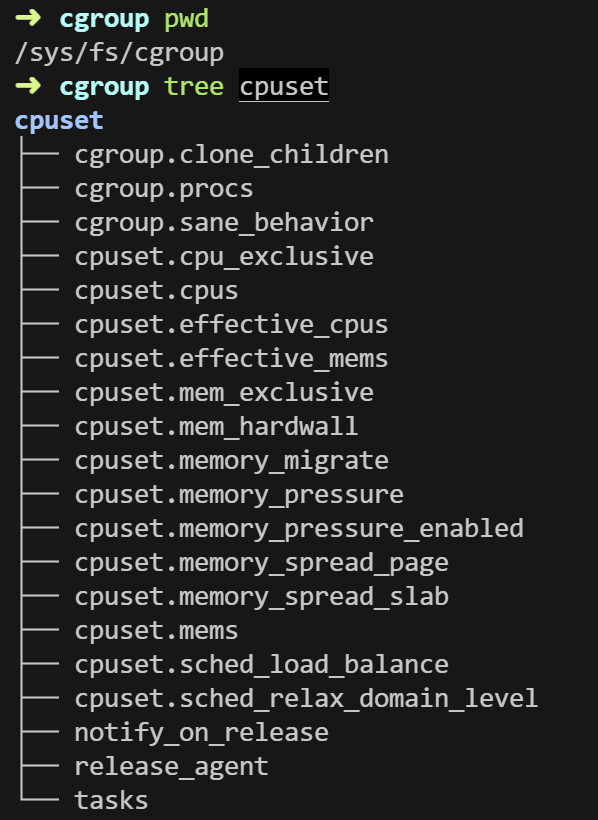 ➜ cgroup pwd
/sys/fs/cgroup
➜ cgroup tree cpuset
cpuset
├── cgroup.clone_children
├── cgroup.procs
├── cgroup.sane_behavior
├── cpuset.cpu_exclusive
├── cpuset.cpus
├── cpuset.effective_cpus
├── cpuset.effective_mems
├── cpuset.mem_exclusive
├── cpuset.mem_hardwall
├── cpuset.memory_migrate
├── cpuset.memory_pressure
├── cpuset.memory_pressure_enabled
├── cpuset.memory_spread_page
├── cpuset.memory_spread_slab
├── cpuset.mems
├── cpuset.sched_load_balance
├── cpuset.sched_relax_domain_level
├── notify_on_release
├── release_agent
└── tasks